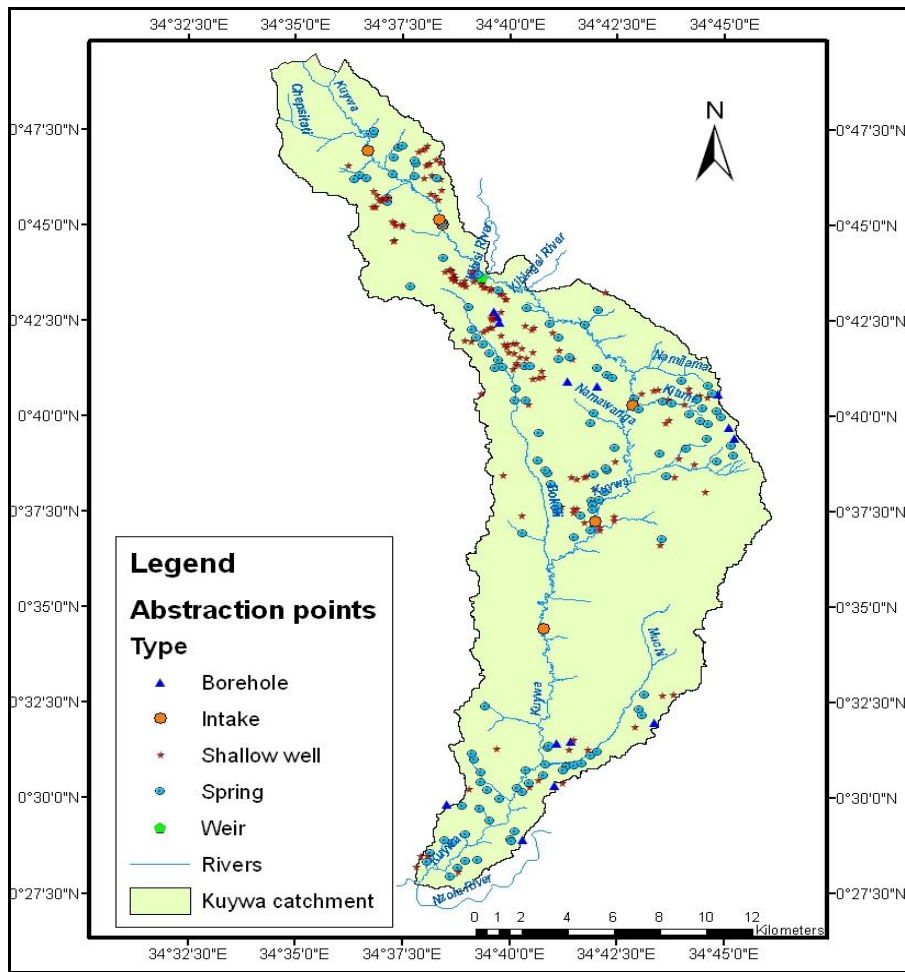 34°32'30"E 34°35'0"E 34°37'30"E 34°40'0"E 34°42'30"E 34°45'0"E
N
Chepsitati
Kuywa
0°47'30"N 0°47'30"N
0°45'0"N 0°45'0"N
Kibingai River
0°42'30"N 0°42'30"N
Namilama
Namawanga
0°40'0"N 0°40'0"N
Kuywa
0°37'30"N 0°37'30"N
0°35'0"N 0°35'0"N
Muchi
Kuywa
0°32'30"N 0°32'30"N
0°30'0"N 0°30'0"N
Kuywa
Nzoia River
0°27'30"N 0°27'30"N
Legend
Abstraction points
Type
Borehole
Intake
Shallow well
Spring
Weir
Rivers
Kuywa catchment
0 1 2 4 6 8 10 12
Kilometers
34°32'30"E 34°35'0"E 34°37'30"E 34°40'0"E 34°42'30"E 34°45'0"E